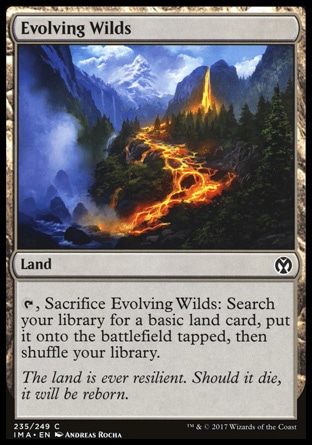 Evolving Wilds
Land
, Sacrifice Evolving Wilds: Search
your library for a basic land card, put
it onto the battlefield tapped, then
shuffle your library.
The land is ever resilient. Should it die,
it will be reborn.
235/249 C
IMA • EN Andreas Rocha
™ & © 2017 Wizards of the Coast